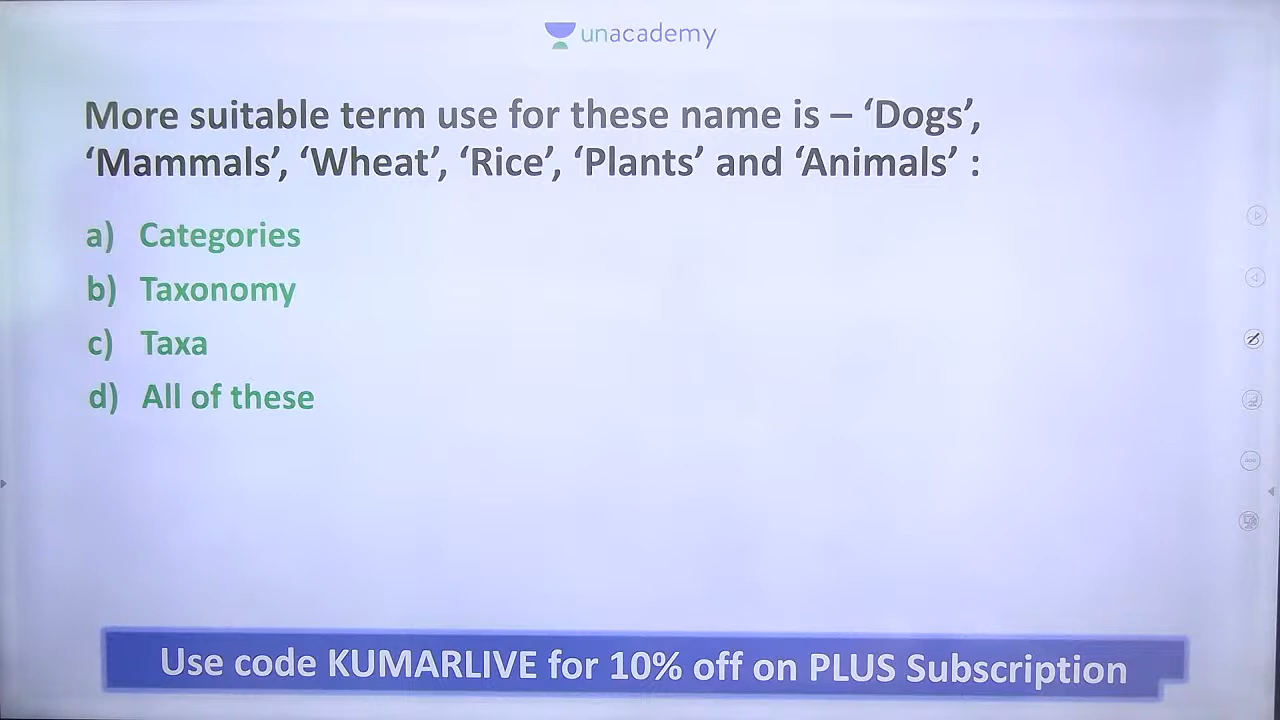 unacademy
More suitable term use for these name is – ‘Dogs’,
‘Mammals’, ‘Wheat’, ‘Rice’, ‘Plants’ and ‘Animals’ :
a) Categories
b) Taxonomy
c) Taxa
d) All of these
Use code KUMARLIVE for 10% off on PLUS Subscription